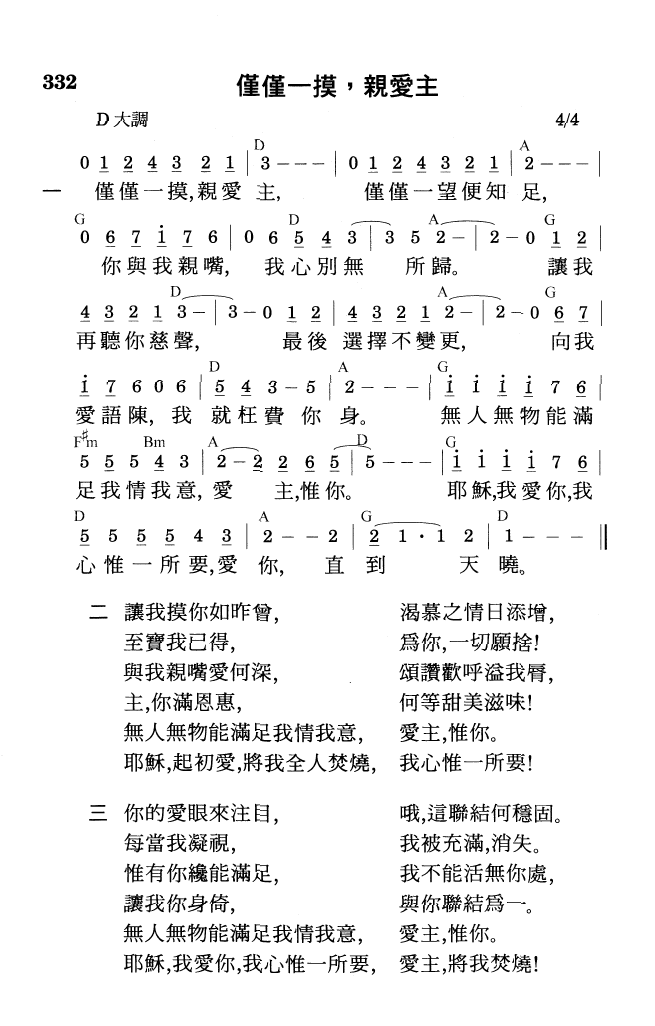 332 僅僅一摸，親愛主
D 大調 4/4
D A
0 1 2 4 3 2 1 | 3 - - - | 0 1 2 4 3 2 1 | 2 - - - |
一 僅僅一摸,親愛 主, 僅僅一望便知 足,
G D A G
0 6 7 i 7 6 | 0 6 5 4 3 | 3 5 2 - | 2 - 0 1 2 |
你與我親嘴, 我心別無 所歸。 讓我
D A G
4 3 2 1 3 - | 3 - 0 1 2 | 4 3 2 1 2 - | 2 - 0 6 7 |
再聽你慈聲, 最後 選擇不變更, 向我
D A G
i 7 6 0 6 | 5 4 3 - 5 | 2 - - - | i i i i 7 6 |
愛語陳, 我 就枉費 你 身。 無人無物能滿
F♯m Bm A D G
5 5 5 4 3 | 2 - 2 2 6 5 | 5 - - - | i i i i 7 6 |
足我情我意, 愛 主,惟你。 耶穌,我愛你,我
D A G D
5 5 5 5 4 3 | 2 - - 2 | 2 1 · 1 2 | 1 - - - ‖
心惟一所要,愛 你, 直 到 天 曉。
二 讓我摸你如昨曾, 渴慕之情日添增,
至寶我已得, 爲你,一切願捨!
與我親嘴愛何深, 頌讚歡呼溢我脣,
主,你滿恩惠, 何等甜美滋味!
無人無物能滿足我情我意, 愛主,惟你。
耶穌,起初愛,將我全人焚燒, 我心惟一所要!
三 你的愛眼來注目, 哦,這聯結何穩固。
每當我凝視, 我被充滿,消失。
惟有你纔能滿足, 我不能活無你處,
讓我你身倚, 與你聯結爲一。
無人無物能滿足我情我意, 愛主,惟你。
耶穌,我愛你,我心惟一所要, 愛主,將我焚燒!